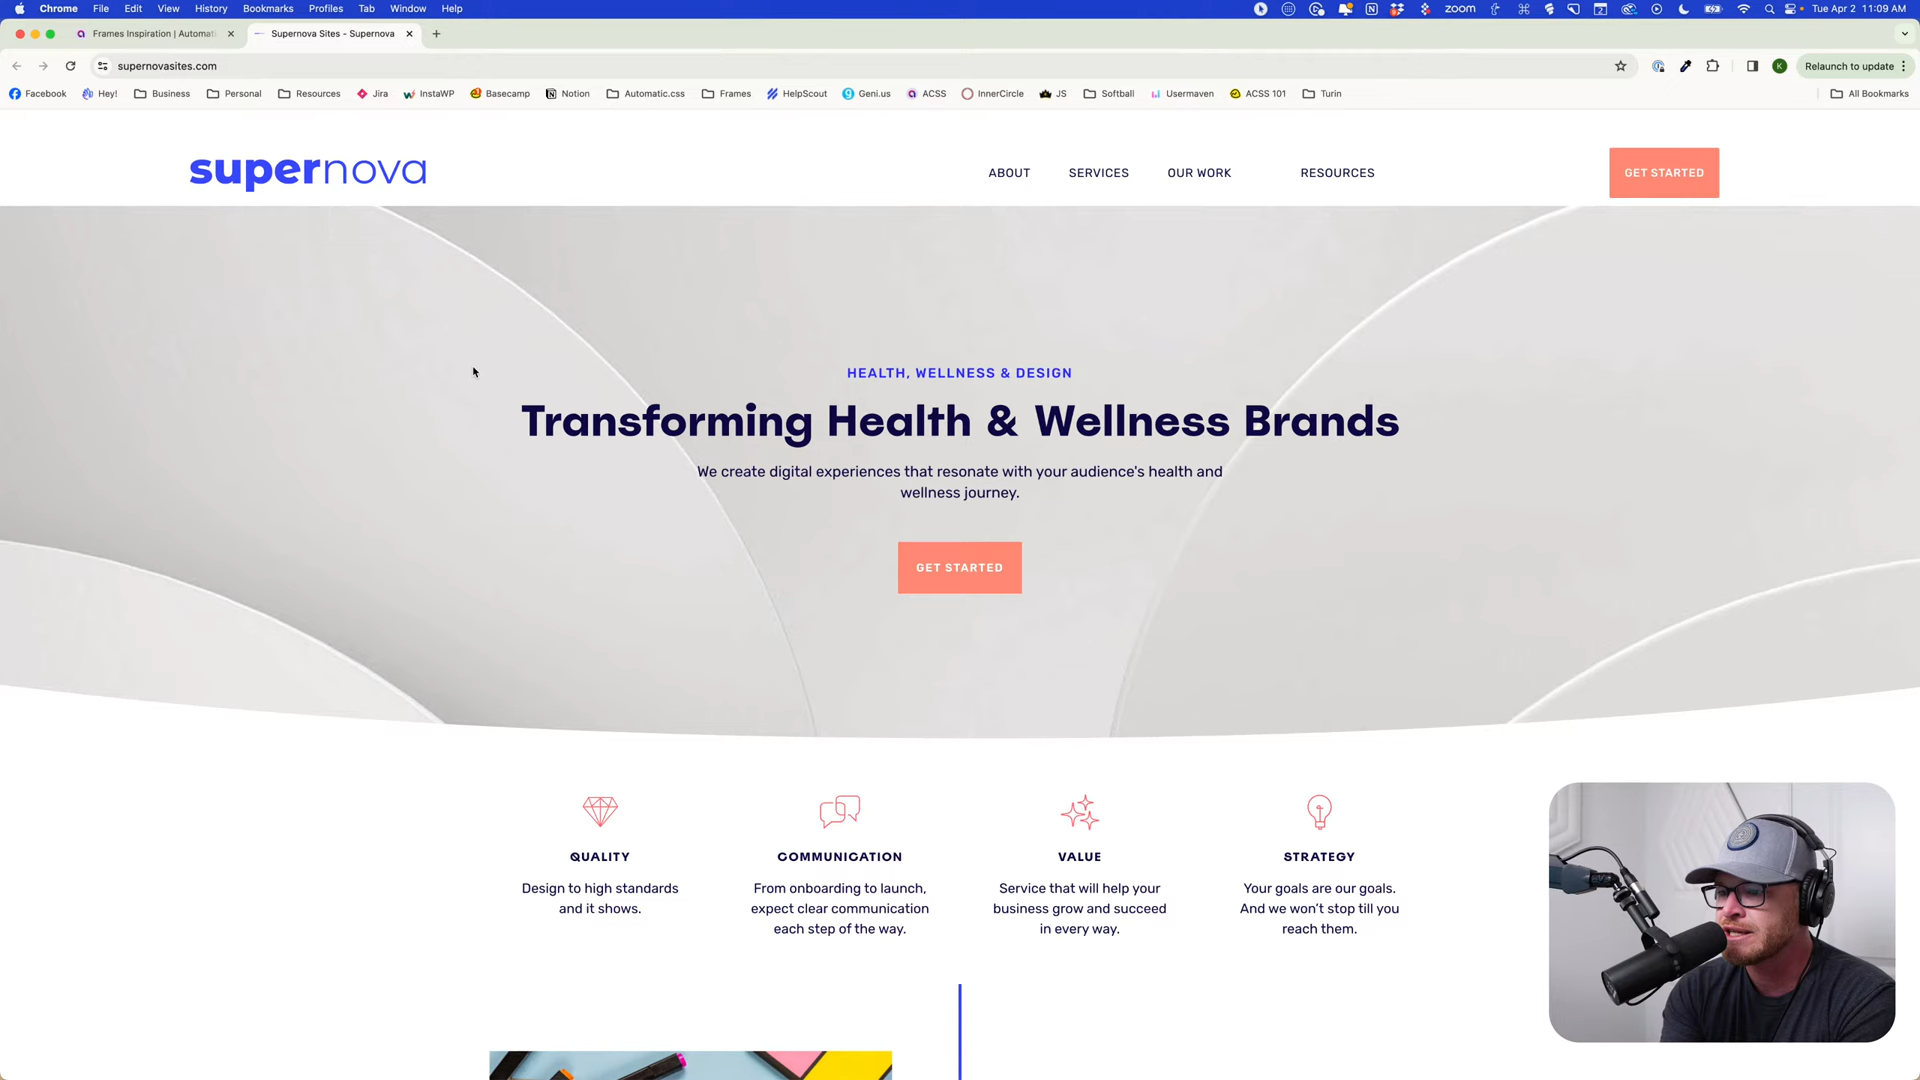 Chrome File Edit View History Bookmarks Profiles Tab Window Help
zoom
2
Tue Apr 2 11:09 AM
Frames Inspiration | Automat
Supernova Sites - Supernova
supernovasites.com
K
Relaunch to update
Facebook Hey! Business Personal Resources Jira InstaWP Basecamp Notion Automatic.css Frames HelpScout Geni.us ACSS InnerCircle JS Softball Usermaven ACSS 101 Turin All Bookmarks
supernova
ABOUT SERVICES OUR WORK RESOURCES
GET STARTED
HEALTH, WELLNESS & DESIGN
Transforming Health & Wellness Brands
We create digital experiences that resonate with your audience's health and
wellness journey.
GET STARTED
QUALITY
Design to high standards
and it shows.
COMMUNICATION
From onboarding to launch,
expect clear communication
each step of the way.
VALUE
Service that will help your
business grow and succeed
in every way.
STRATEGY
Your goals are our goals.
And we won't stop till you
reach them.